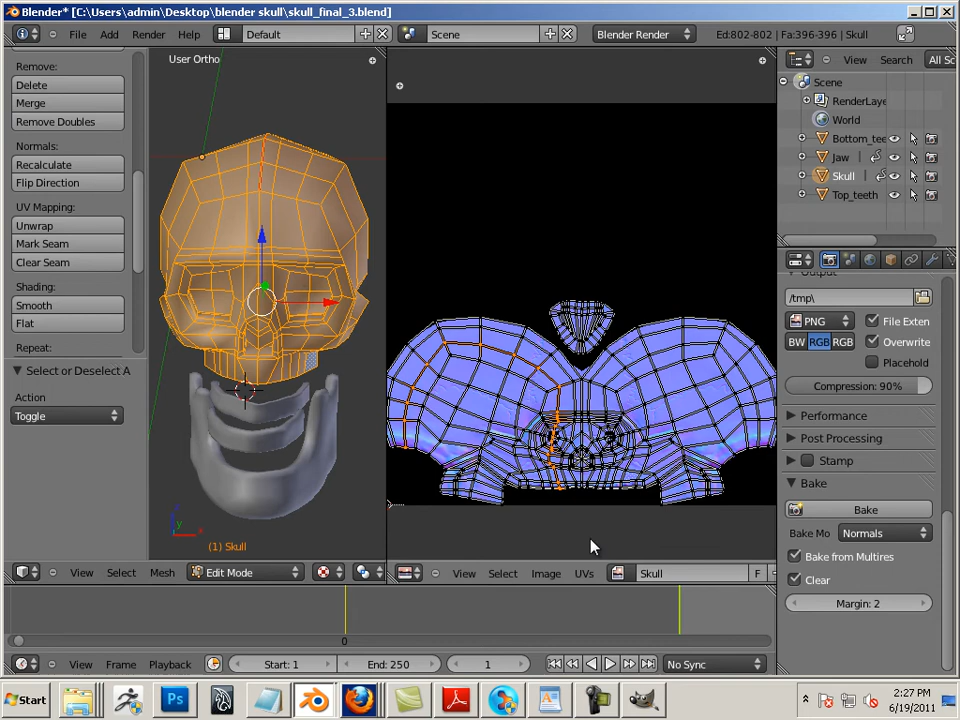 Blender* [C:\Users\admin\Desktop\blender skull\skull_final_3.blend]
File Add Render Help Default Scene Blender Render Ed:802-802 | Fa:396-396 | Skull
Remove:
Delete
Merge
Remove Doubles
Normals:
Recalculate
Flip Direction
UV Mapping:
Unwrap
Mark Seam
Clear Seam
Shading:
Smooth
Flat
Repeat:
Select or Deselect A
Action
Toggle
User Ortho
z
y
x
(1) Skull
View Select Mesh Edit Mode
View Select Image UVs Skull F
View Search All Sc
Scene
RenderLaye
World
Bottom_tee
Jaw
Skull
Top_teeth
Output
/tmp\
PNG File Exten
BW RGB RGB Overwrite
Placehold
Compression: 90%
Performance
Post Processing
Stamp
Bake
Bake
Bake Mo Normals
Bake from Multires
Clear
Margin: 2
0
View Frame Playback Start: 1 End: 250 1 No Sync
Start Ps 2:27 PM
6/19/2011